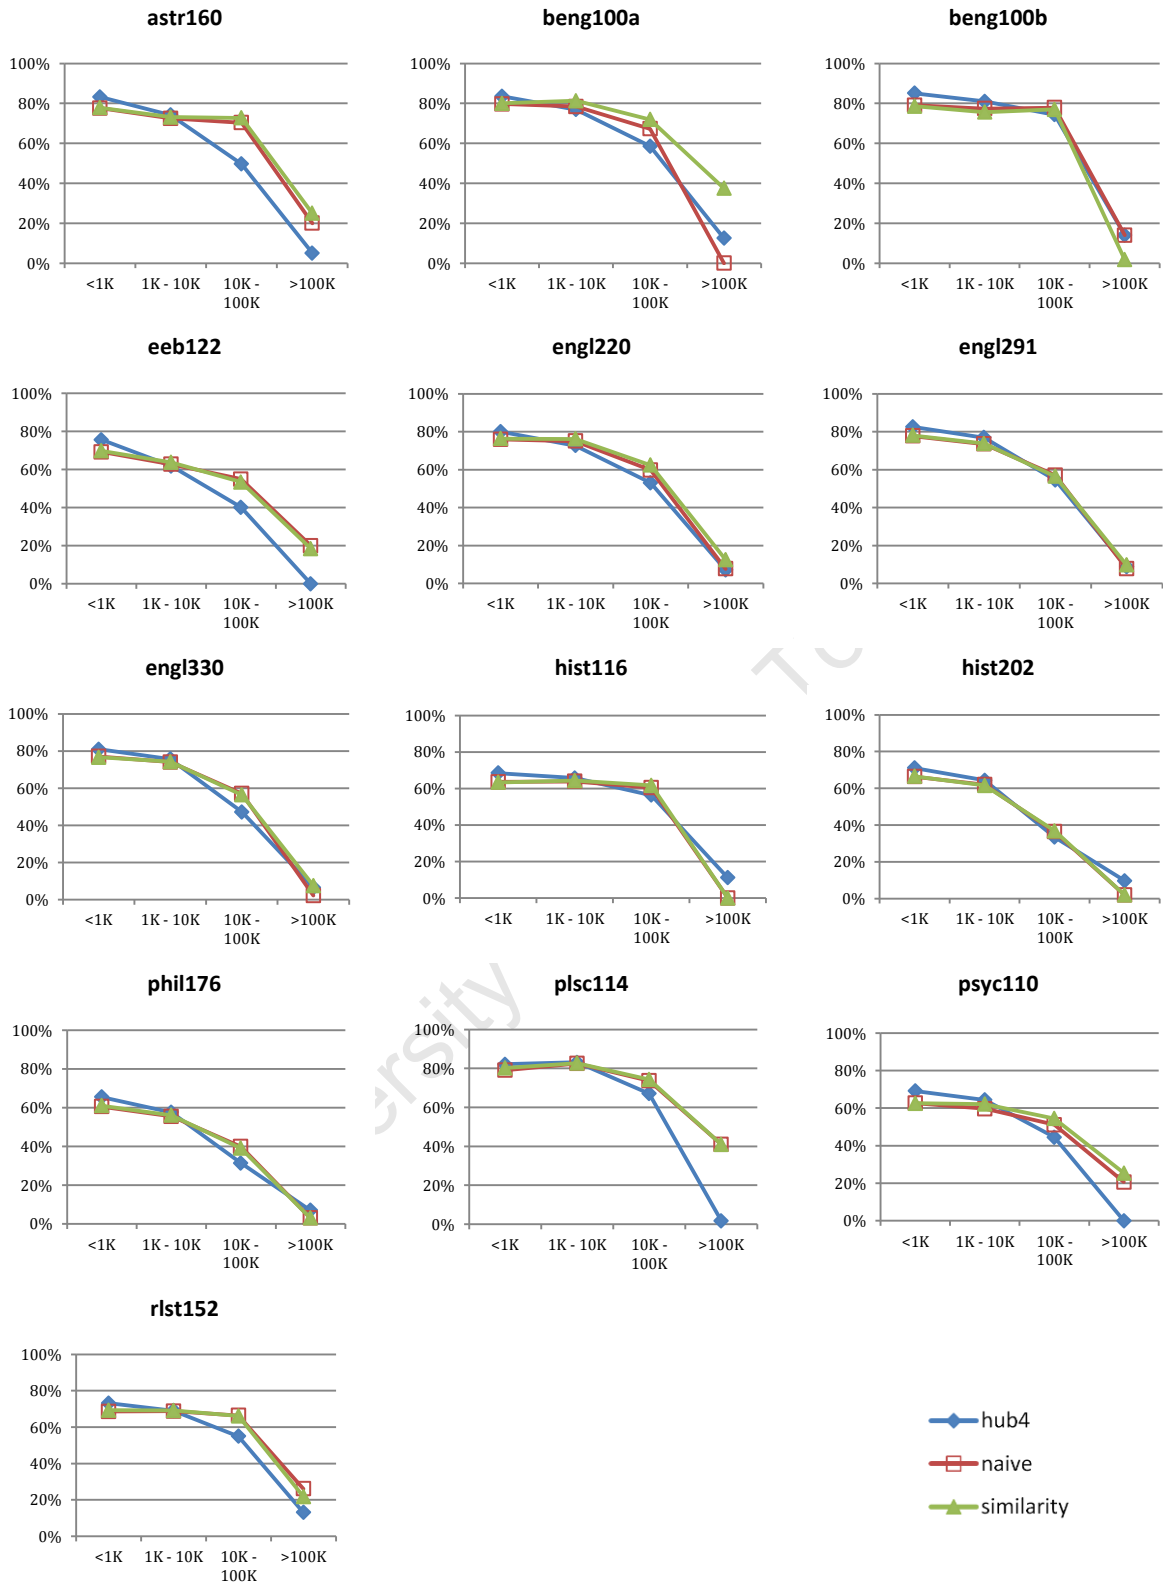 astr160
beng100a
beng100b
100%
80%
60%
40%
20%
0%
<1K
1K - 10K
10K -
100K
>100K
100%
80%
60%
40%
20%
0%
<1K
1K - 10K
10K -
100K
>100K
100%
80%
60%
40%
20%
0%
<1K
1K - 10K
10K -
100K
>100K
eeb122
engl220
engl291
100%
80%
60%
40%
20%
0%
<1K
1K - 10K
10K -
100K
>100K
100%
80%
60%
40%
20%
0%
<1K
1K - 10K
10K -
100K
>100K
100%
80%
60%
40%
20%
0%
<1K
1K - 10K
10K -
100K
>100K
engl330
hist116
hist202
100%
80%
60%
40%
20%
0%
<1K
1K - 10K
10K -
100K
>100K
100%
80%
60%
40%
20%
0%
<1K
1K - 10K
10K -
100K
>100K
100%
80%
60%
40%
20%
0%
<1K
1K - 10K
10K -
100K
>100K
phil176
plsc114
psyc110
100%
80%
60%
40%
20%
0%
<1K
1K - 10K
10K -
100K
>100K
100%
80%
60%
40%
20%
0%
<1K
1K - 10K
10K -
100K
>100K
100%
80%
60%
40%
20%
0%
<1K
1K - 10K
10K -
100K
>100K
rlst152
100%
80%
60%
40%
20%
0%
<1K
1K - 10K
10K -
100K
>100K
hub4
naive
similarity